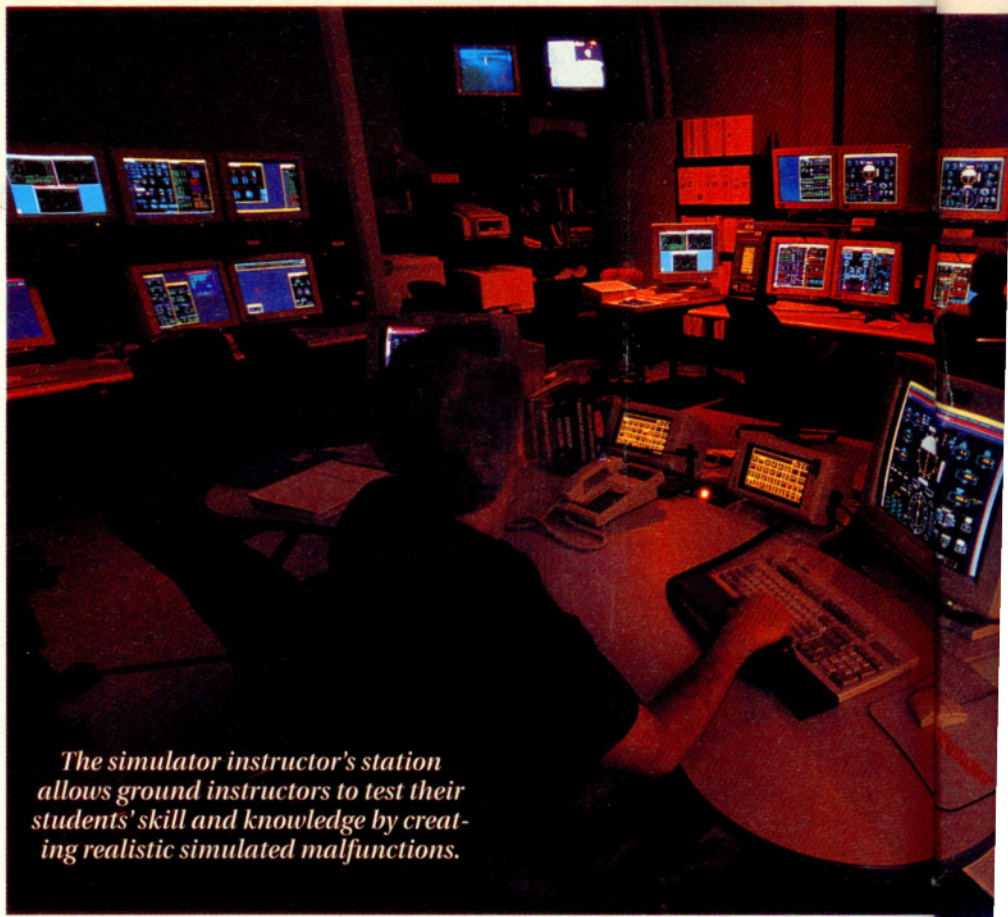 The simulator instructor's station
allows ground instructors to test their
students' skill and knowledge by creat-
ing realistic simulated malfunctions.